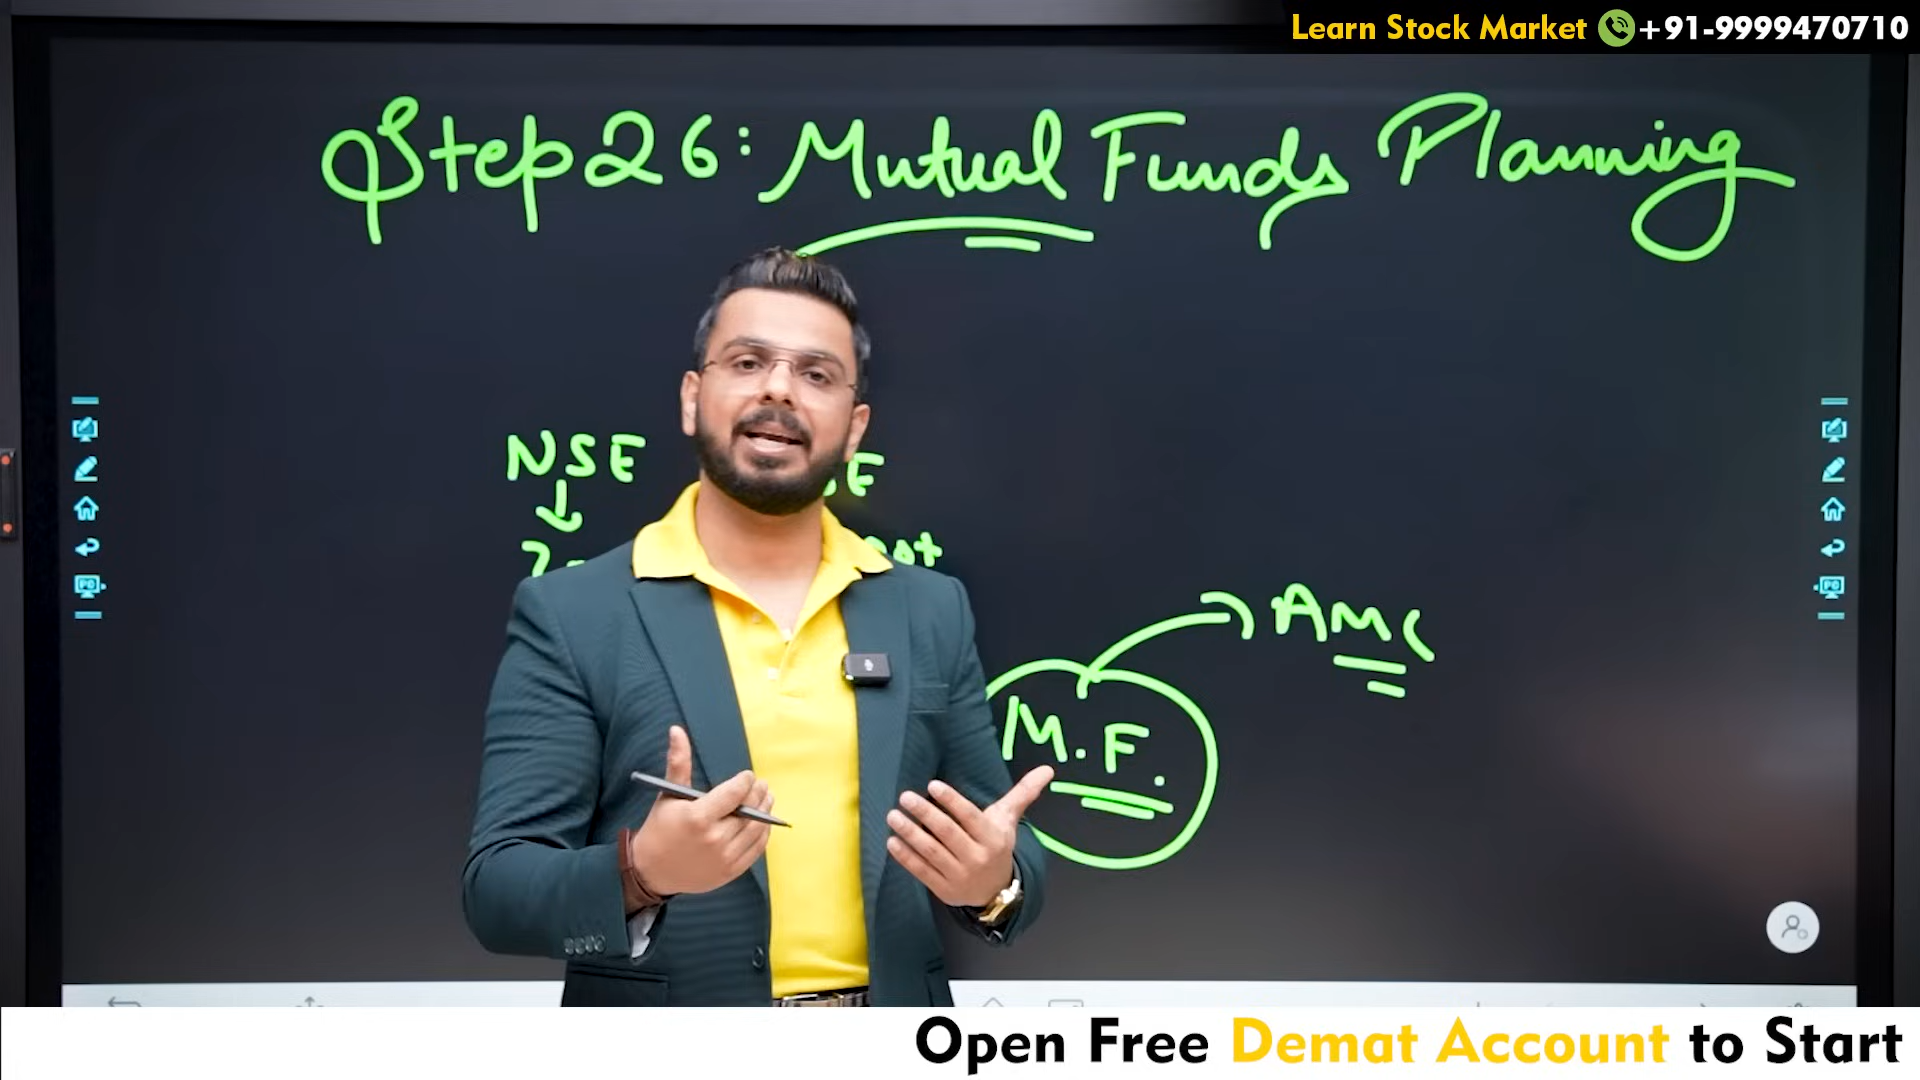 Learn Stock Market +91-9999470710
Step 26: Mutual Funds Planning
NSE
AMC
M.F.
Open Free Demat Account to Start